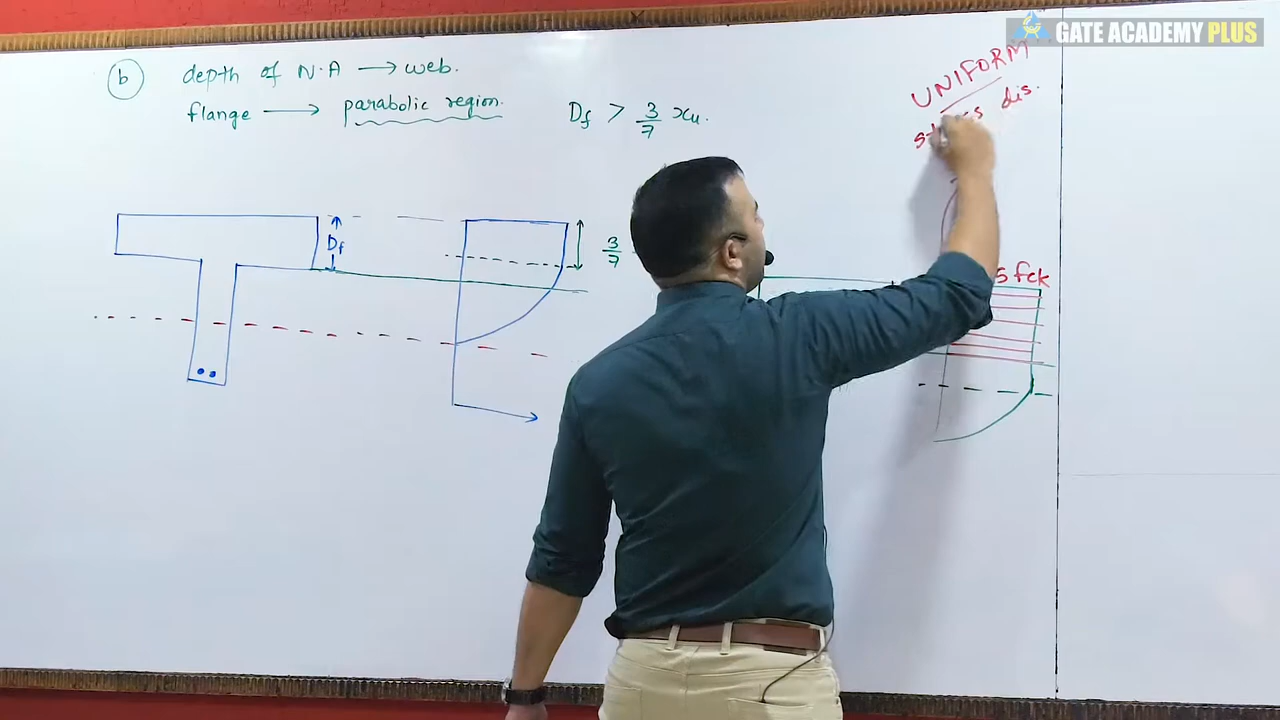 GATE ACADEMY PLUS
b depth of N.A → web.
flange → parabolic region. Df > 3/7 xu.
UNIFORM
dis.
Df
3/7
fck